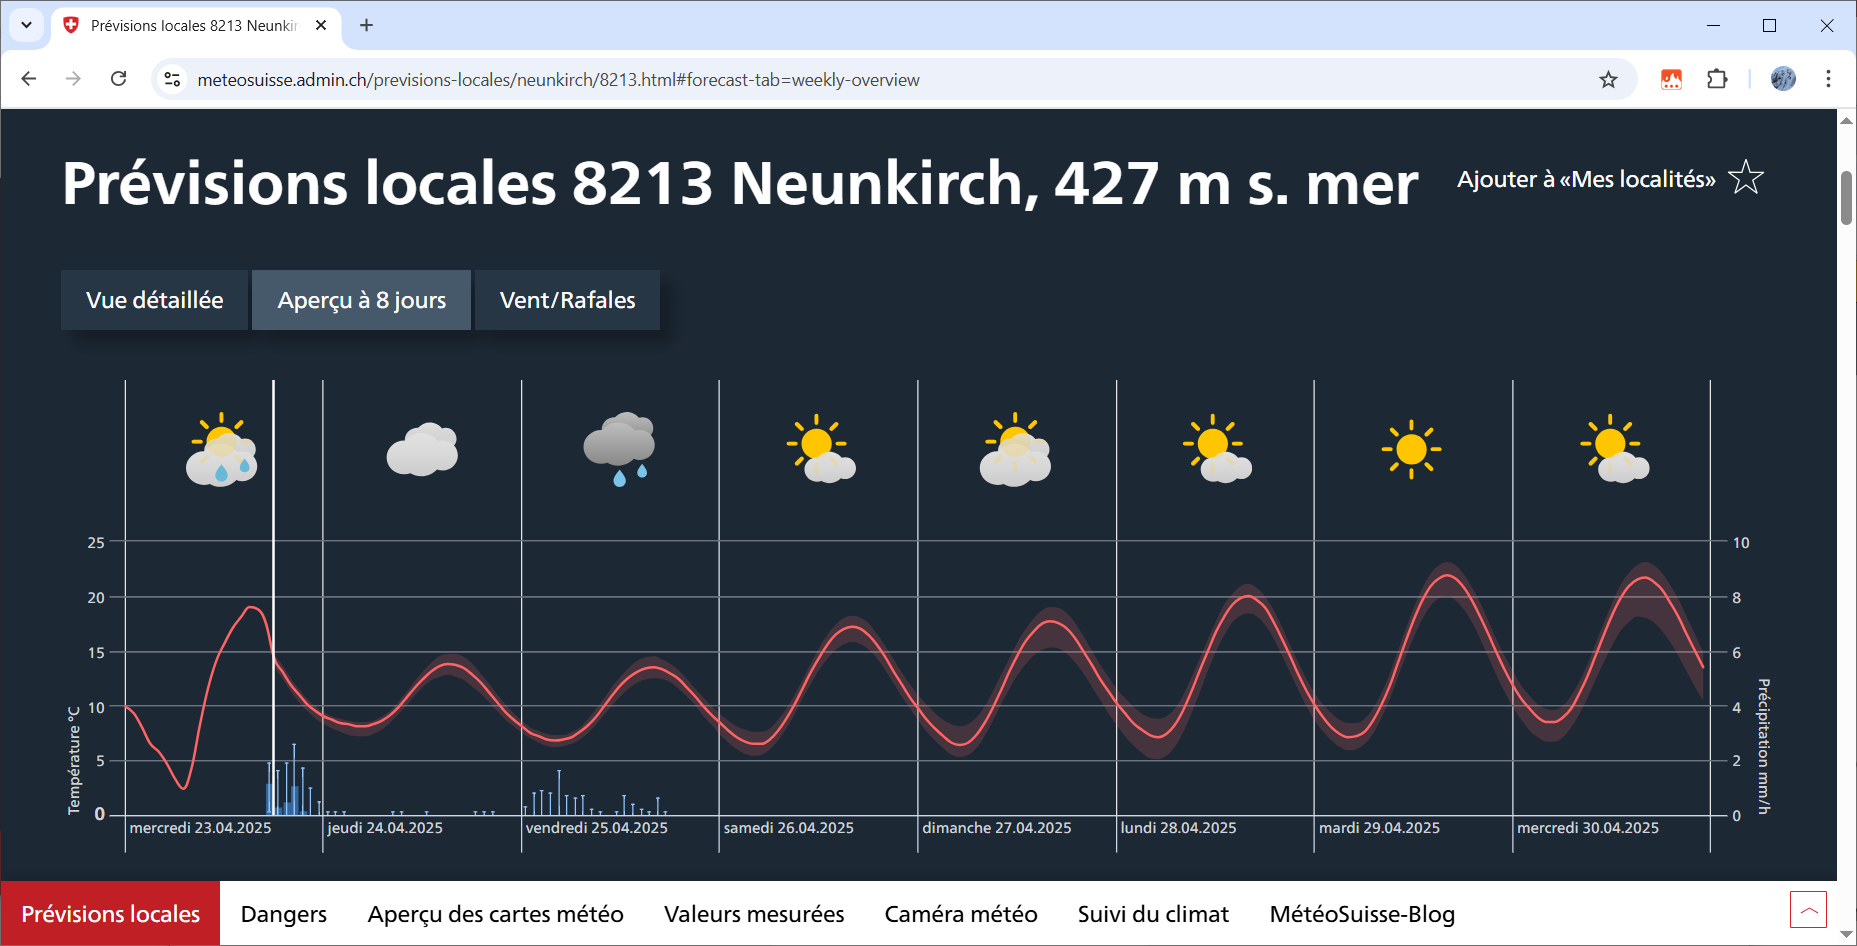 Prévisions locales 8213 Neunkir
meteosuisse.admin.ch/previsions-locales/neunkirch/8213.html#forecast-tab=weekly-overview
Prévisions locales 8213 Neunkirch, 427 m s. mer
Ajouter à «Mes localités»
Vue détaillée
Aperçu à 8 jours
Vent/Rafales
25
20
15
10
5
0
Température °C
10
8
6
4
2
0
Précipitation mm/h
mercredi 23.04.2025
jeudi 24.04.2025
vendredi 25.04.2025
samedi 26.04.2025
dimanche 27.04.2025
lundi 28.04.2025
mardi 29.04.2025
mercredi 30.04.2025
Prévisions locales
Dangers
Aperçu des cartes météo
Valeurs mesurées
Caméra météo
Suivi du climat
MétéoSuisse-Blog